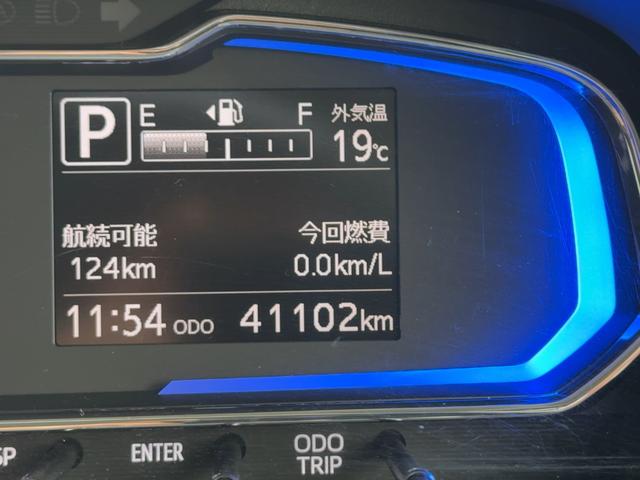 P E F 外気温
19℃
航続可能 今回燃費
124km 0.0km/L
11:54 ODO 41102km
SP ENTER ODO
TRIP